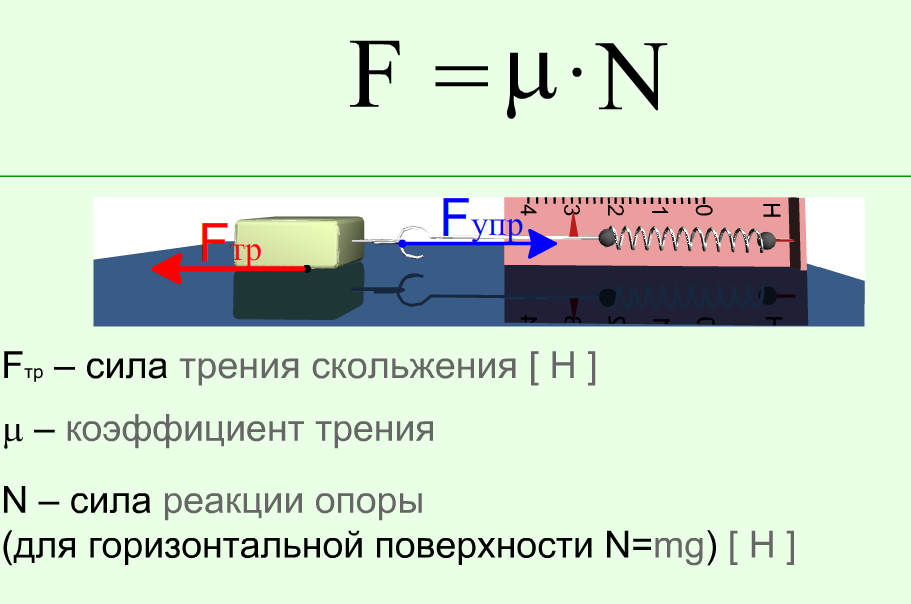 F = μ · N
Fтр
Fупр
4 3 2 1 0 Н
Fтр – сила трения скольжения [ Н ]
μ – коэффициент трения
N – сила реакции опоры
(для горизонтальной поверхности N=mg) [ Н ]